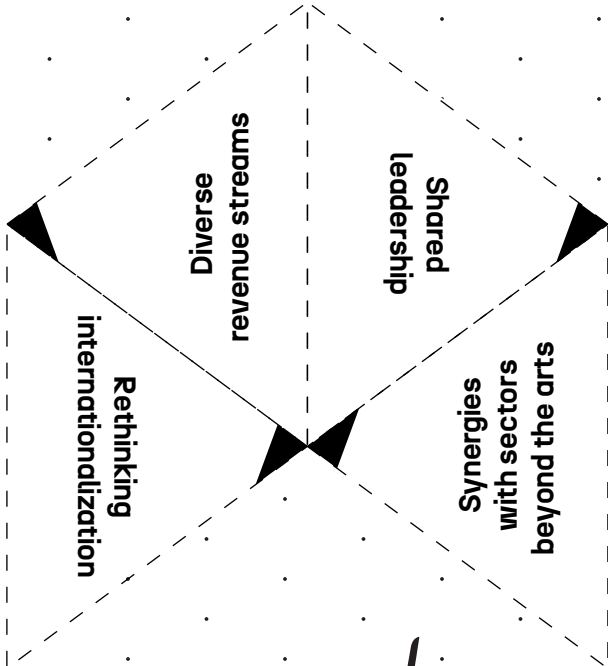 Diverse
revenue streams
Shared
leadership
Rethinking
internationalization
Synergies
with sectors
beyond the arts